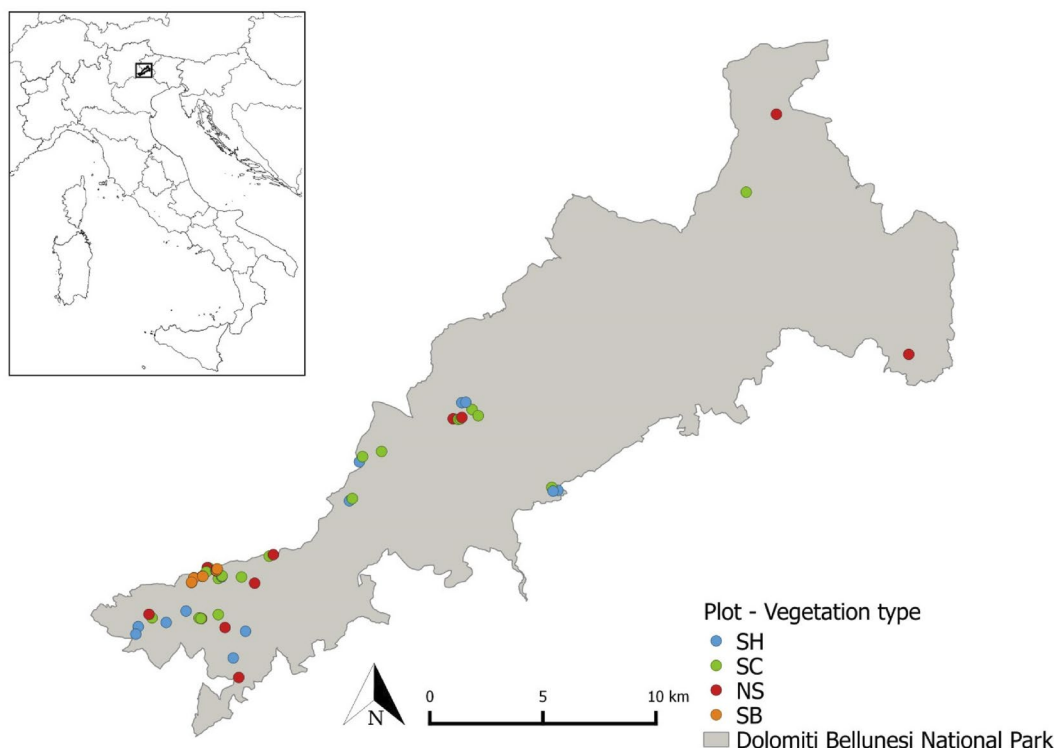 Plot - Vegetation type
SH
SC
NS
SB
Dolomiti Bellunesi National Park
N
0 5 10 km